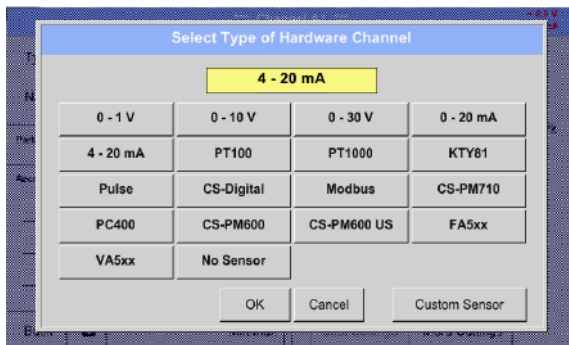 Select Type of Hardware Channel
4 - 20 mA
0 - 1 V
0 - 10 V
0 - 30 V
0 - 20 mA
4 - 20 mA
PT100
PT1000
KTY81
Pulse
CS-Digital
Modbus
CS-PM710
PC400
CS-PM600
CS-PM600 US
FA5xx
VA5xx
No Sensor
OK
Cancel
Custom Sensor